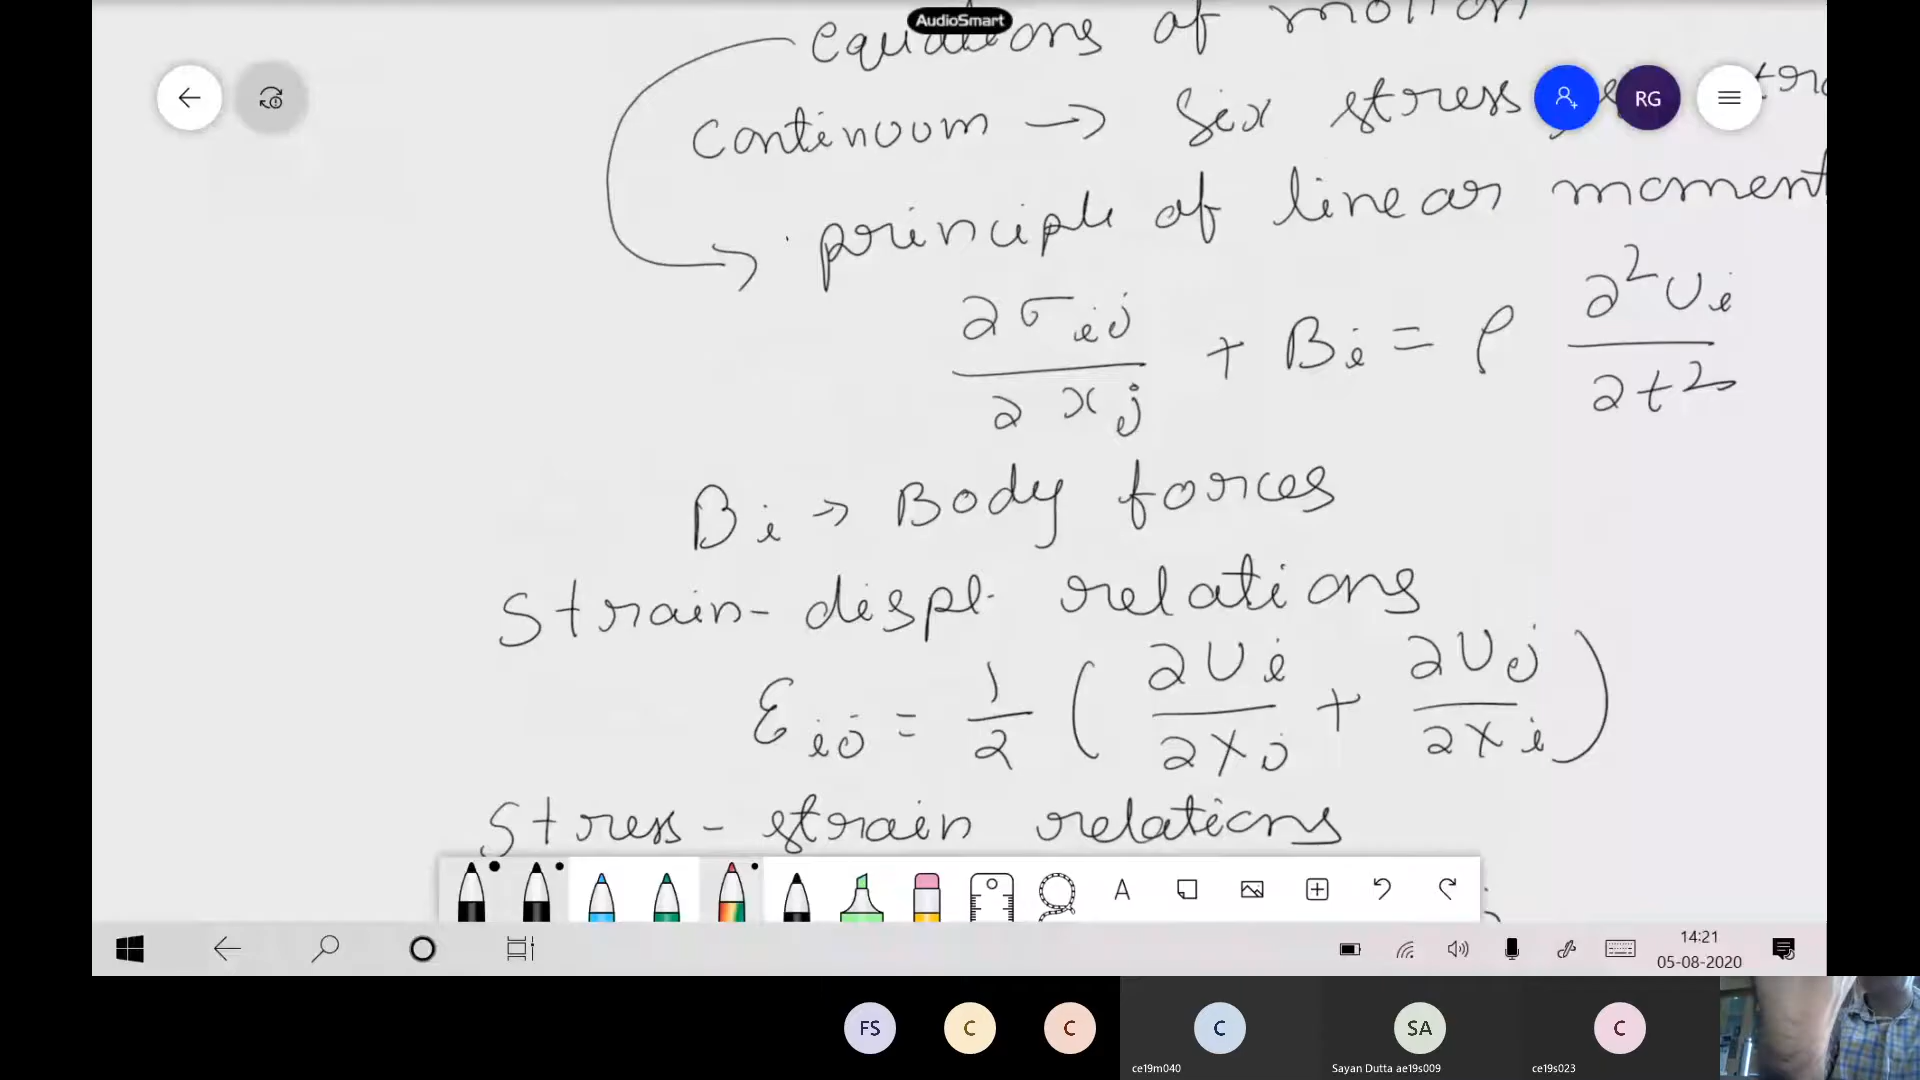 AudioSmart
equations of motion
RG
continuum → Six stress,
principle of linear
∂σij/∂xj + Bi = ρ ∂²Ui/∂t²
Bi → Body forces
Strain-displ. relations
εij = 1/2 (∂Ui/∂xj + ∂Uj/∂xi)
Stress-strain relations
A
14:21
05-08-2020
FS
C
C
C
SA
C
ce19m040
Sayan Dutta ae19s009
ce19s023